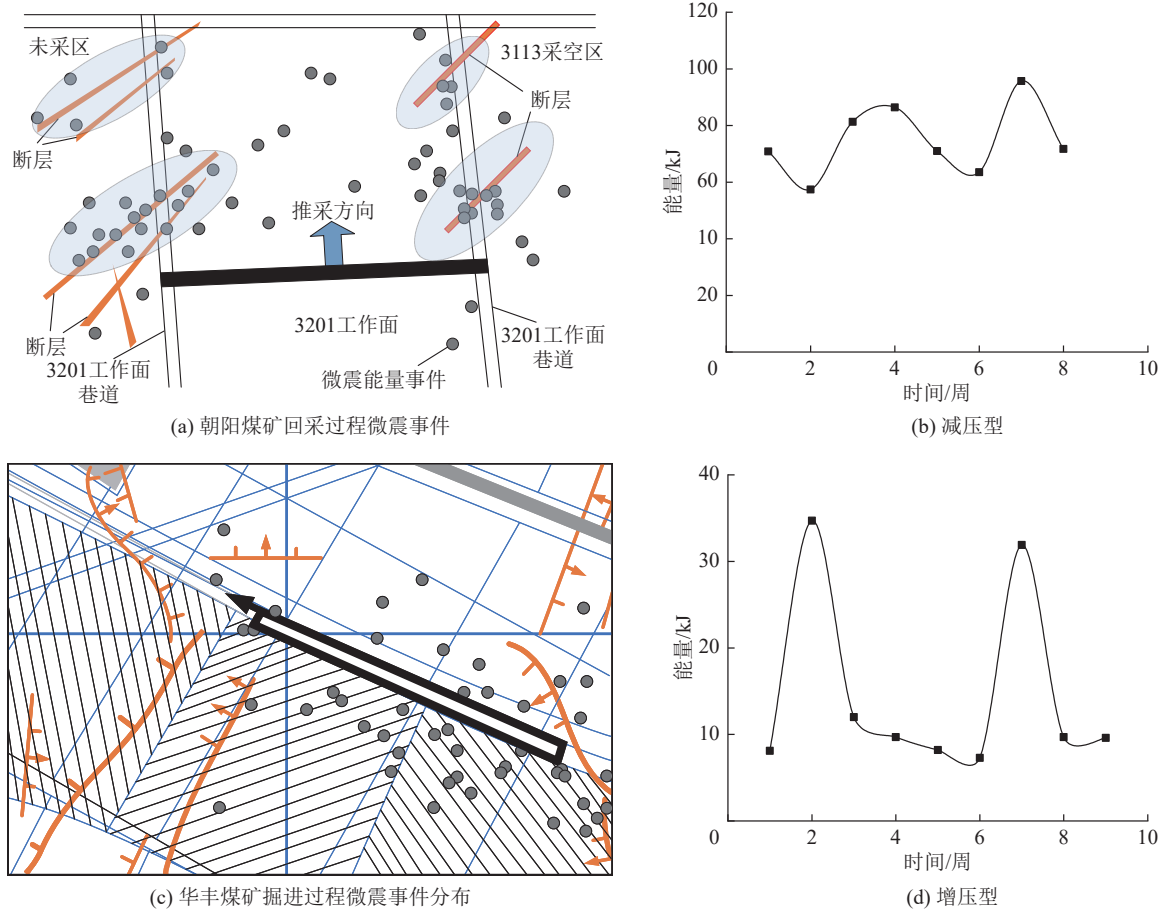 未采区
3113采空区
断层
断层
推采方向
断层
3201工作面
巷道
3201工作面
3201工作面
巷道
微震能量事件
(a) 朝阳煤矿回采过程微震事件
120
100
80
60
10
20
0
2
4
6
8
10
能量/kJ
时间/周
(b) 减压型
(c) 华丰煤矿掘进过程微震事件分布
40
30
20
10
0
2
4
6
8
10
能量/kJ
时间/周
(d) 增压型